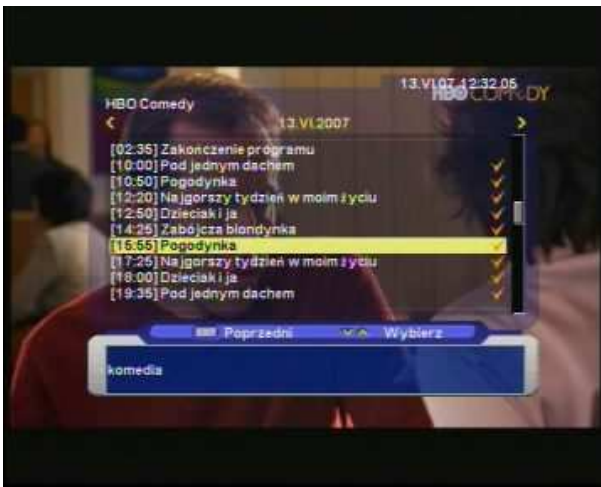 13.VI.07 12:32.05
HBO COMEDY
HBO Comedy
< 13.VI.2007 >
[02:35] Zakończenie programu
[10:00] Pod jednym dachem
[10:50] Pogodynka
[12:20] Najgorszy tydzień w moim życiu
[12:50] Dzieciak i ja
[14:25] Zabójcza blondynka
[15:55] Pogodynka
[17:25] Najgorszy tydzień w moim życiu
[18:00] Dzieciak i ja
[19:35] Pod jednym dachem
Poprzedni Wybierz
komedia